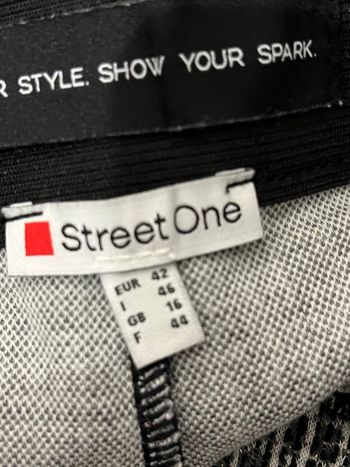 R STYLE. SHOW YOUR SPARK.
Street One
EUR 42
I 46
GB 16
F 44